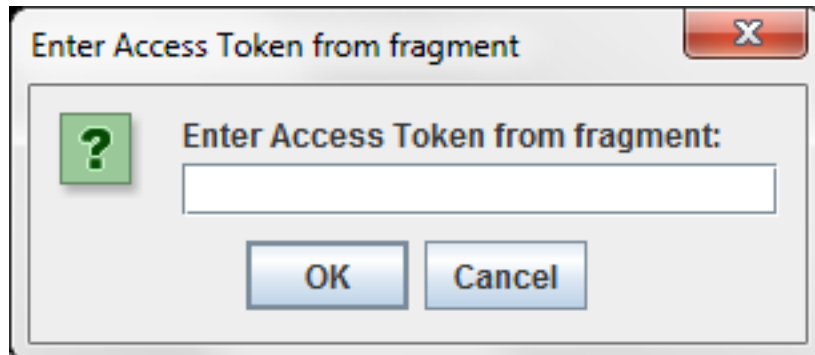 Enter Access Token from fragment
Enter Access Token from fragment:
OK Cancel